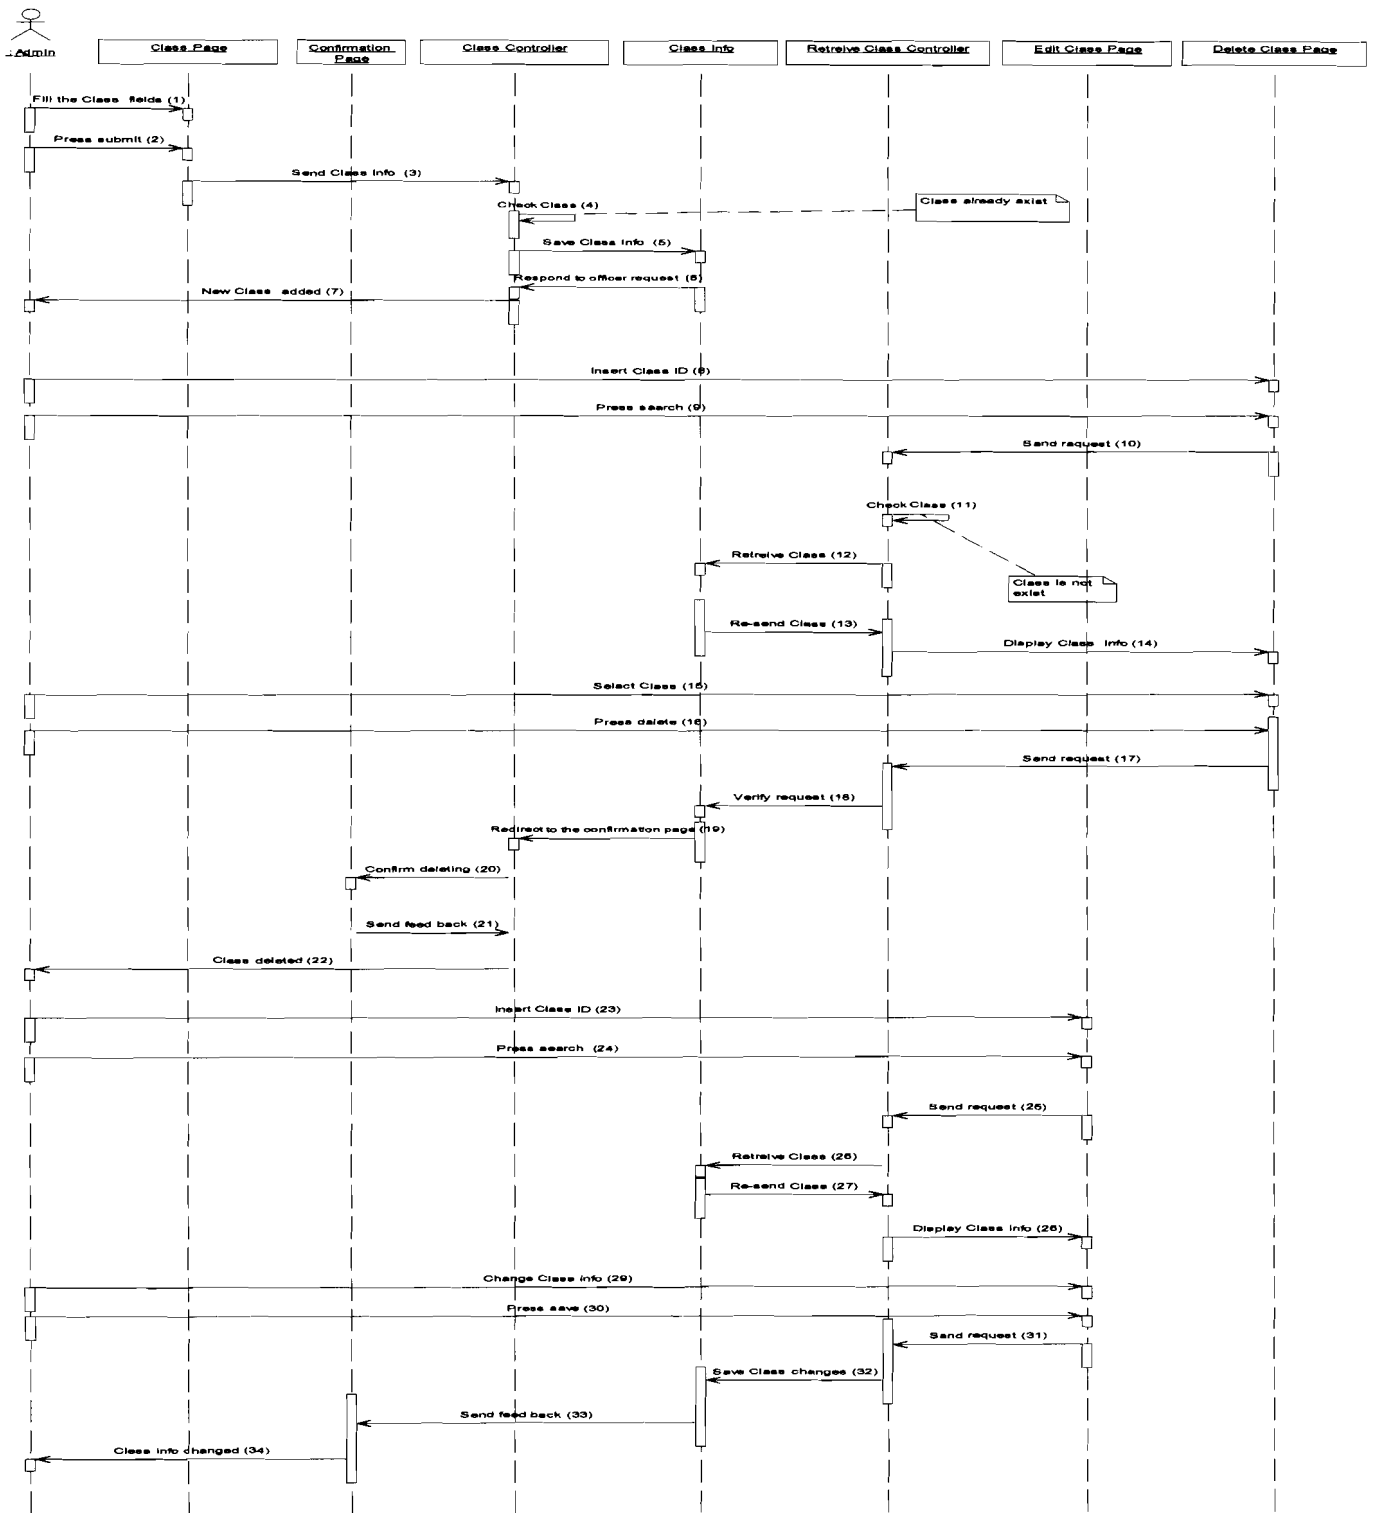 : Admin
Class Page
Confirmation
Page
Class Controller
Class Info
Retreive Class Controller
Edit Class Page
Delete Class Page
Fill the Class fields (1)
Press submit (2)
Send Class Info (3)
Check Class (4)
Class already exist
Save Class Info (5)
Respond to officer request (6)
New Class added (7)
Insert Class ID (8)
Press search (9)
Send request (10)
Check Class (11)
Retreive Class (12)
Class is not
exist
Re-send Class (13)
Display Class Info (14)
Select Class (15)
Press delete (16)
Send request (17)
Verify request (18)
Redirect to the confirmation page (19)
Confirm deleting (20)
Send feed back (21)
Class deleted (22)
Insert Class ID (23)
Press search (24)
Send request (25)
Retreive Class (26)
Re-send Class (27)
Display Class Info (28)
Change Class info (29)
Press save (30)
Send request (31)
Save Class changes (32)
Send feed back (33)
Class info changed (34)